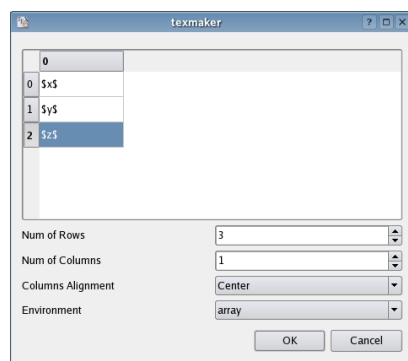 texmaker
0
0 $x$
1 $y$
2 $z$
Num of Rows 3
Num of Columns 1
Columns Alignment Center
Environment array
OK Cancel